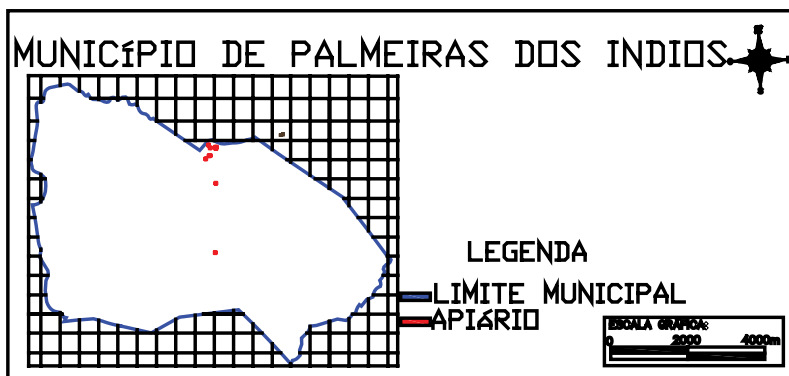 MUNICÍPIO DE PALMEIRAS DOS INDIOS
LEGENDA
LIMITE MUNICIPAL
APIÁRIO
ESCALA GRÁFICA:
0 2000 4000m